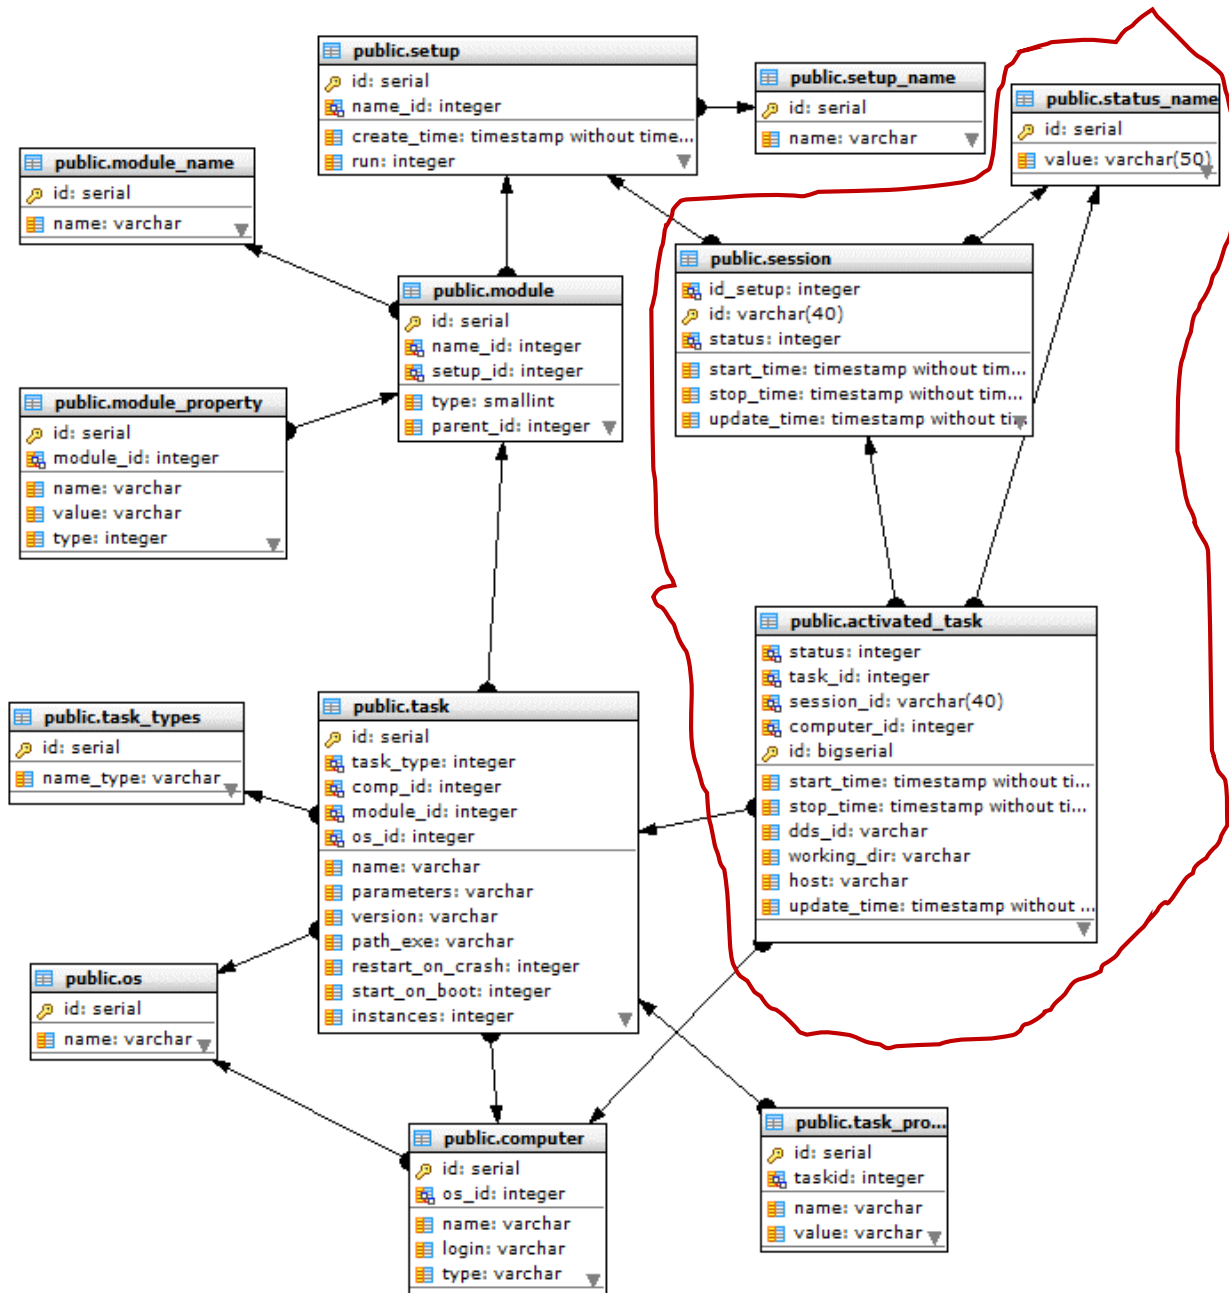 public.setup
id: serial
name_id: integer
create_time: timestamp without time...
run: integer
public.setup_name
id: serial
name: varchar
public.status_name
id: serial
value: varchar(50)
public.module_name
id: serial
name: varchar
public.session
id_setup: integer
id: varchar(40)
status: integer
start_time: timestamp without tim...
stop_time: timestamp without tim...
update_time: timestamp without ti
public.module
id: serial
name_id: integer
setup_id: integer
type: smallint
parent_id: integer
public.module_property
id: serial
module_id: integer
name: varchar
value: varchar
type: integer
public.activated_task
status: integer
task_id: integer
session_id: varchar(40)
computer_id: integer
id: bigserial
start_time: timestamp without ti...
stop_time: timestamp without ti...
dds_id: varchar
working_dir: varchar
host: varchar
update_time: timestamp without ...
public.task
id: serial
task_type: integer
comp_id: integer
module_id: integer
os_id: integer
name: varchar
parameters: varchar
version: varchar
path_exe: varchar
restart_on_crash: integer
start_on_boot: integer
instances: integer
public.task_types
id: serial
name_type: varchar
public.os
id: serial
name: varchar
public.computer
id: serial
os_id: integer
name: varchar
login: varchar
type: varchar
public.task_pro...
id: serial
taskid: integer
name: varchar
value: varchar